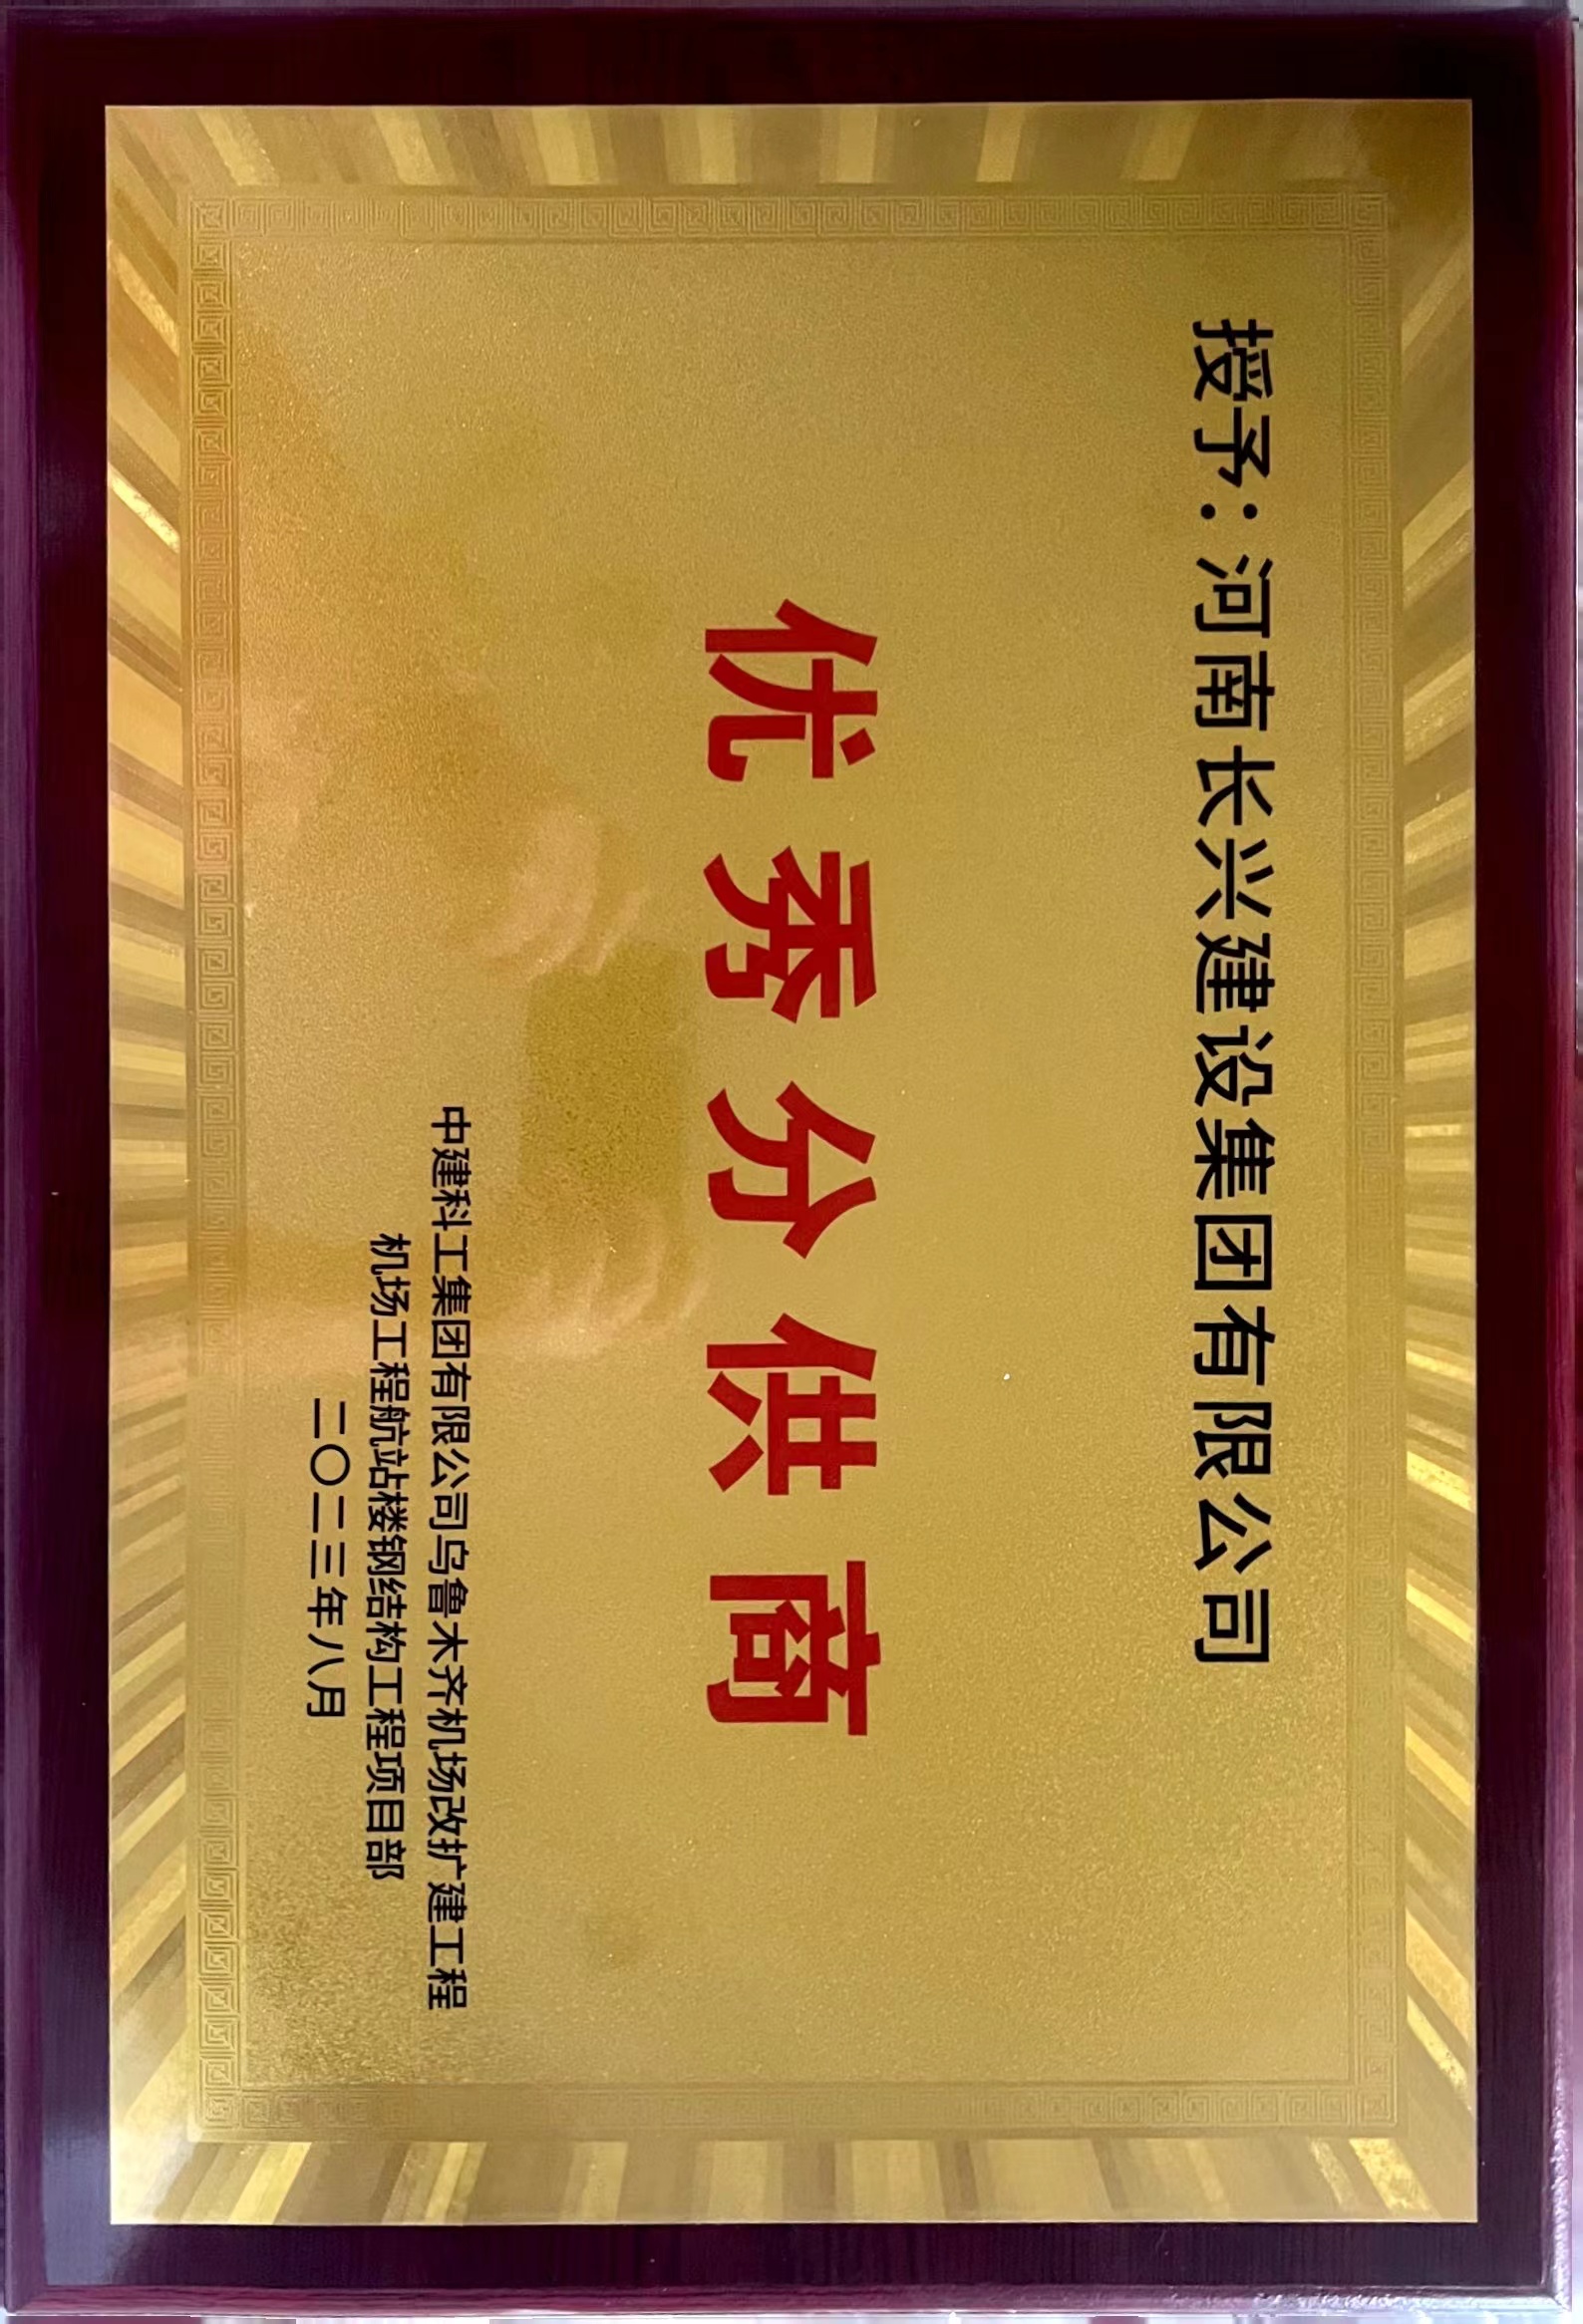 授予：河南长兴建设集团有限公司
优秀分供商
中建科工集团有限公司乌鲁木齐机场改扩建工程
机场工程航站楼钢结构工程项目部
二〇二三年八月